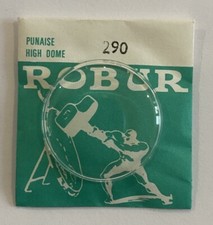 PUNAISE
HIGH DOME
290
ROBUR